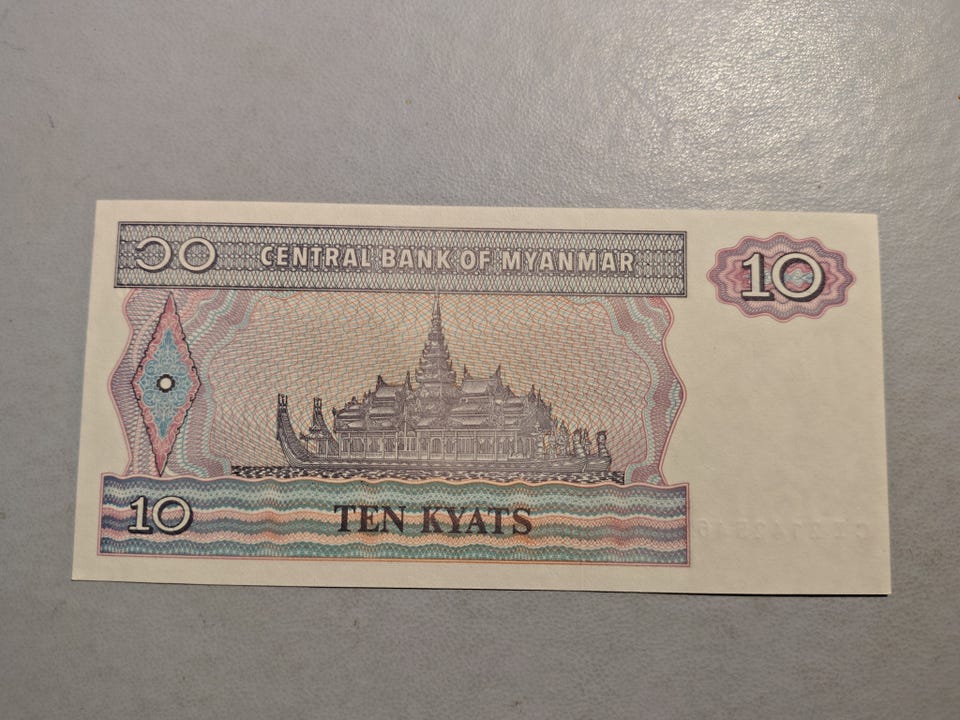 ၁၀ CENTRAL BANK OF MYANMAR
10
10 TEN KYATS